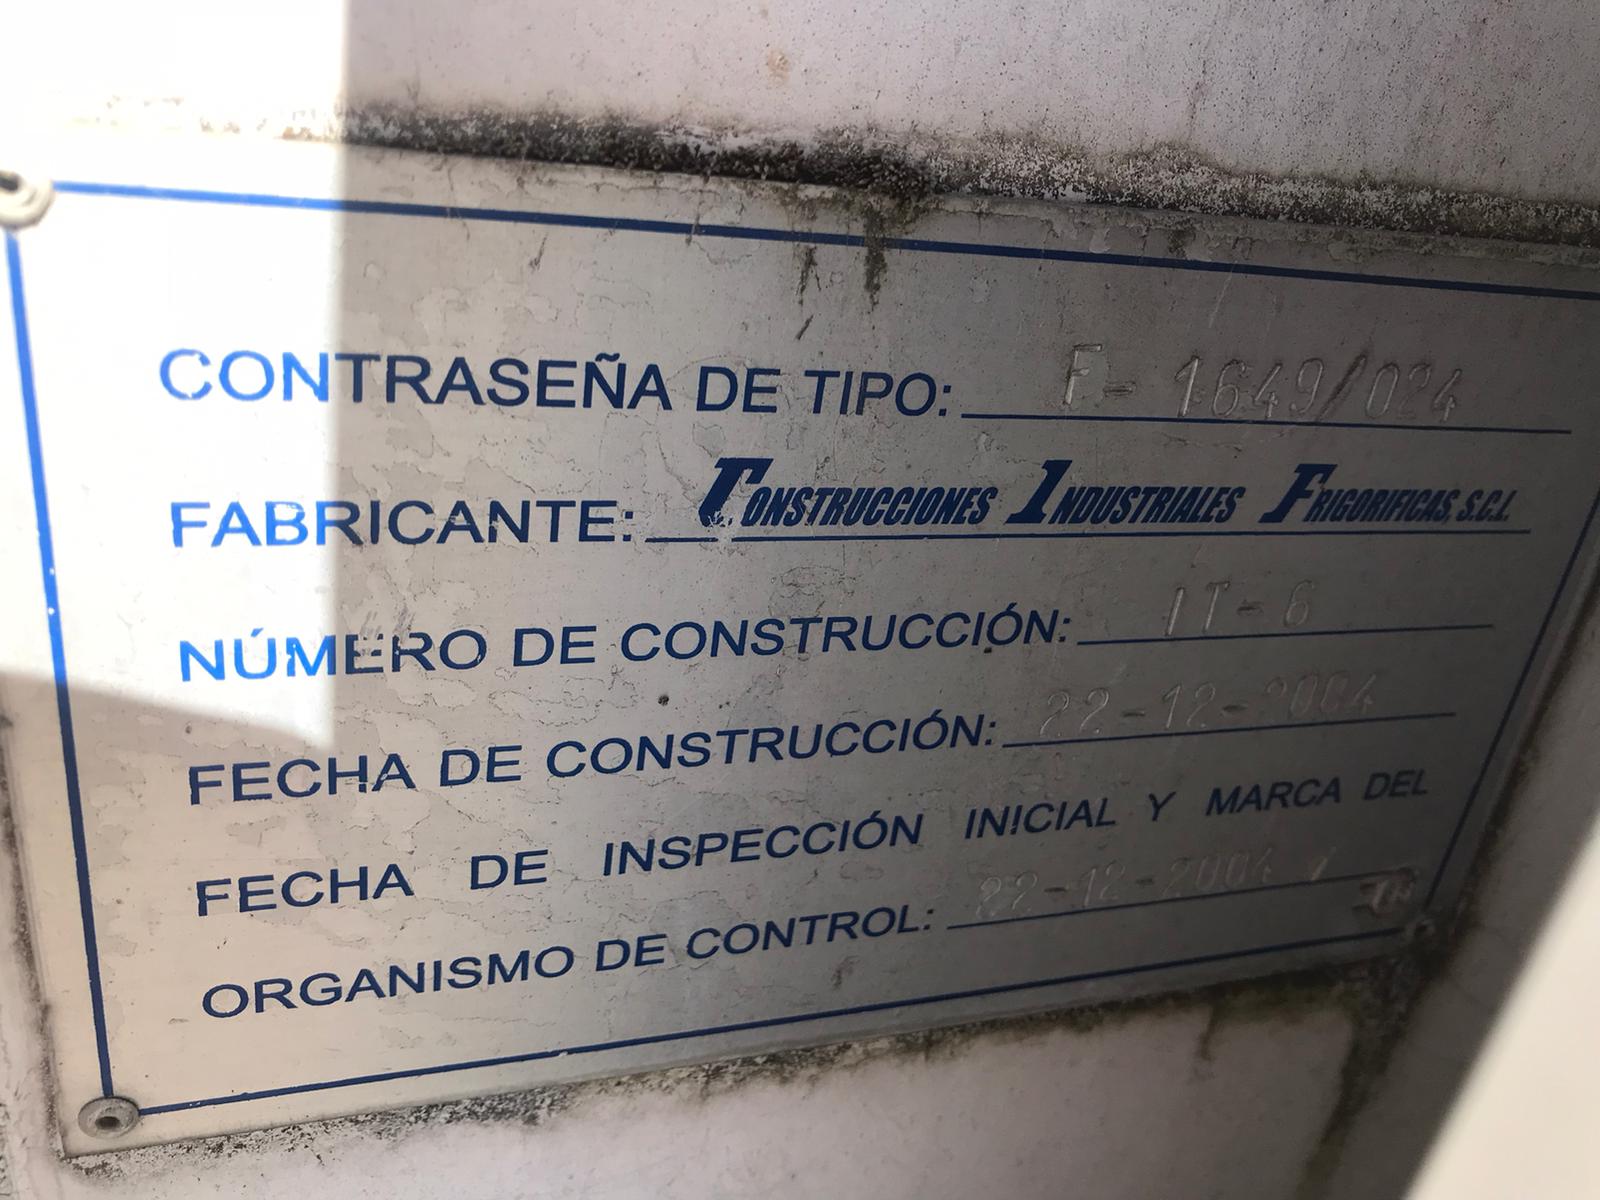 CONTRASEÑA DE TIPO: F- 1649/024
FABRICANTE: CONSTRUCCIONES INDUSTRIALES FRIGORIFICAS, S.C.L.
NÚMERO DE CONSTRUCCIÓN: IT-6
FECHA DE CONSTRUCCIÓN: 22-12-2004
FECHA DE INSPECCIÓN INICIAL Y MARCA DEL
ORGANISMO DE CONTROL: 22-12-2004 /